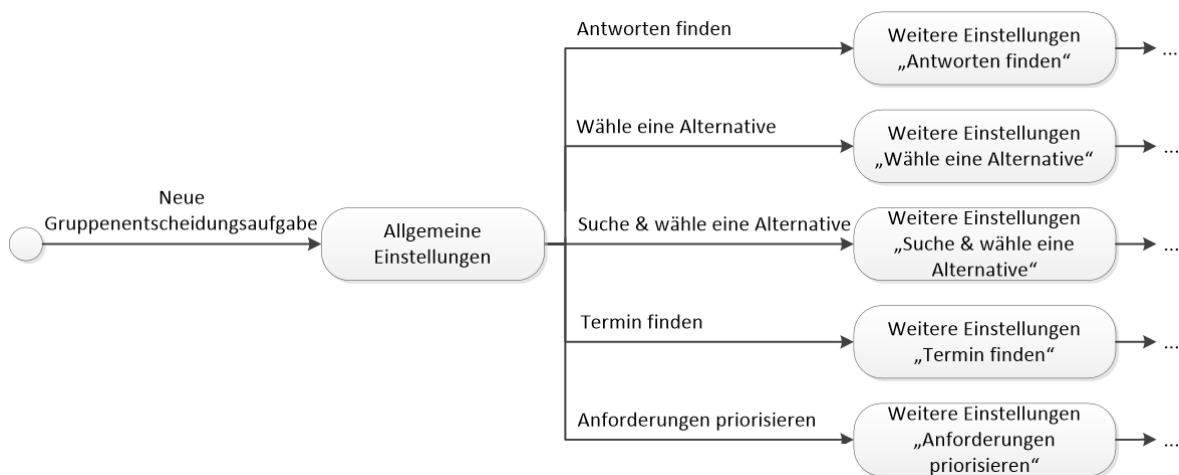 Neue
Gruppenentscheidungsaufgabe
Allgemeine
Einstellungen
Antworten finden
Weitere Einstellungen
„Antworten finden“
...
Wähle eine Alternative
Weitere Einstellungen
„Wähle eine Alternative“
...
Suche & wähle eine Alternative
Weitere Einstellungen
„Suche & wähle eine
Alternative“
...
Termin finden
Weitere Einstellungen
„Termin finden“
...
Anforderungen priorisieren
Weitere Einstellungen
„Anforderungen
priorisieren“
...